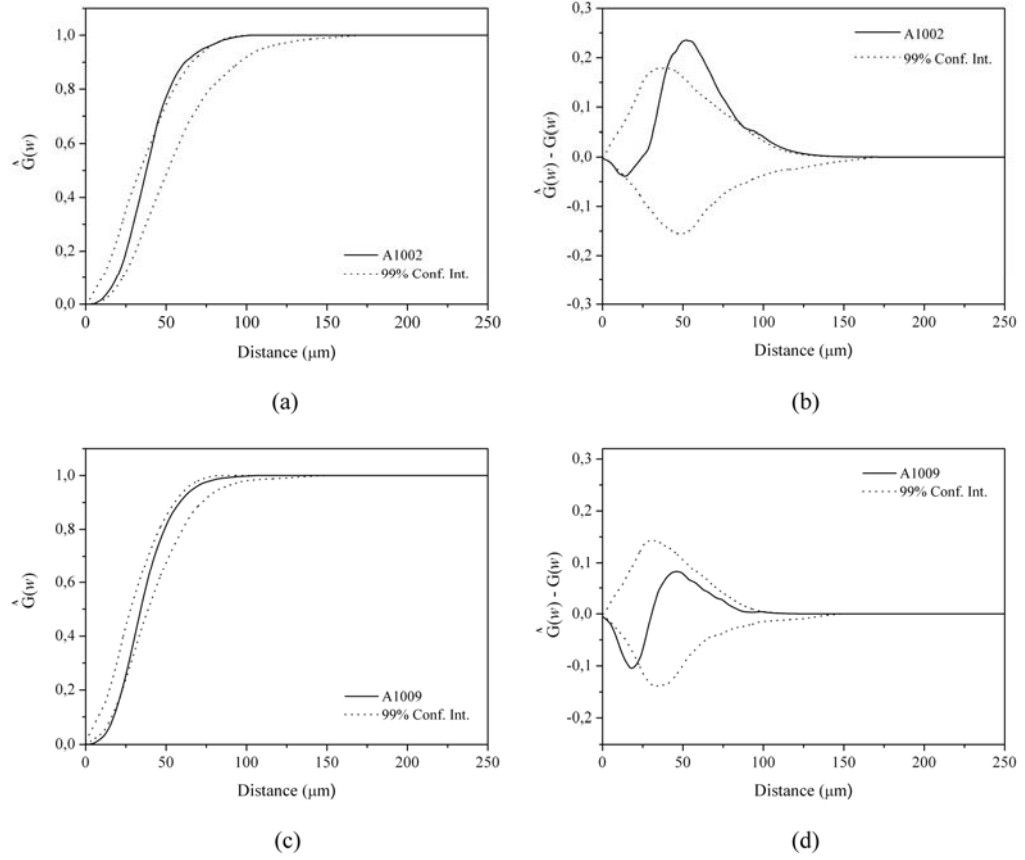 1,0
0,8
0,6
0,4
0,2
0,0
Ĝ(w)
A1002
99% Conf. Int.
0 50 100 150 200 250
Distance (μm)
(a)
0,3
0,2
0,1
0,0
-0,1
-0,2
-0,3
Ĝ(w) - G(w)
A1002
99% Conf. Int.
0 50 100 150 200 250
Distance (μm)
(b)
1,0
0,8
0,6
0,4
0,2
0,0
Ĝ(w)
A1009
99% Conf. Int.
0 50 100 150 200 250
Distance (μm)
(c)
0,3
0,2
0,1
0,0
-0,1
-0,2
Ĝ(w) - G(w)
A1009
99% Conf. Int.
0 50 100 150 200 250
Distance (μm)
(d)